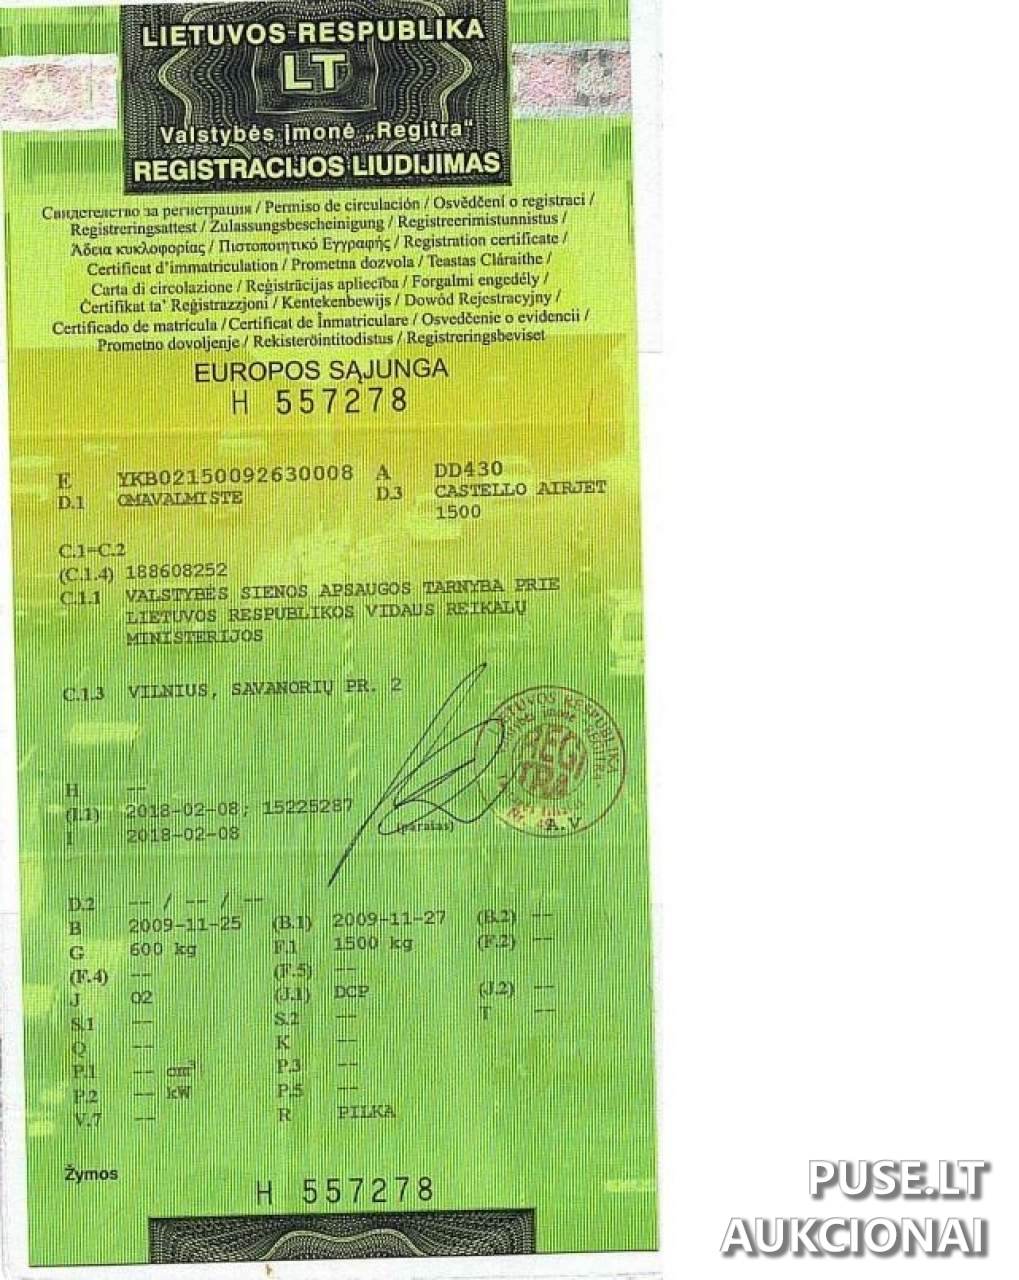 LIETUVOS RESPUBLIKA
LT
Valstybės įmonė „Regitra“
REGISTRACIJOS LIUDIJIMAS
Свидетелство за регистрация / Permiso de circulación / Osvědčení o registraci /
Registreringsattest / Zulassungsbescheinigung / Registreerimistunnistus /
Άδεια κυκλοφορίας / Πιστοποιητικό Εγγραφής / Registration certificate /
Certificat d'immatriculation / Prometna dozvola / Teastas Cláraithe /
Carta di circolazione / Reģistrācijas apliecība / Forgalmi engedély /
Ċertifikat ta' Reġistrazzjoni / Kentekenbewijs / Dowód Rejestracyjny /
Certificado de matrícula / Certificat de Înmatriculare / Osvedčenie o evidencii /
Prometno dovoljenje / Rekisteröintitodistus / Registreringsbeviset
EUROPOS SĄJUNGA
H 557278
E YKB02150092630008 A DD430
D.1 OMAVALMISTE D.3 CASTELLO AIRJET
1500
C.1=C.2
(C.1.4) 188608252
C.1.1 VALSTYBĖS SIENOS APSAUGOS TARNYBA PRIE
LIETUVOS RESPUBLIKOS VIDAUS REIKALŲ
MINISTERIJOS
C.1.3 VILNIUS, SAVANORIŲ PR. 2
H --
(I.1) 2018-02-08; 15225287
I 2018-02-08
(parašas) A.V
LIETUVOS RESPUBLIKA
REGI
TRA
D.2 -- / -- / --
B 2009-11-25 (B.1) 2009-11-27 (B.2) --
G 600 kg F.1 1500 kg (F.2) --
(F.4) -- (F.5) --
J O2 (J.1) DCP (J.2) --
S.1 -- S.2 -- T --
Q -- K --
P.1 -- cm³ P.3 --
P.2 -- kW P.5 --
V.7 -- R PILKA
Žymos
H 557278
PUSE.LT
AUKCIONAI